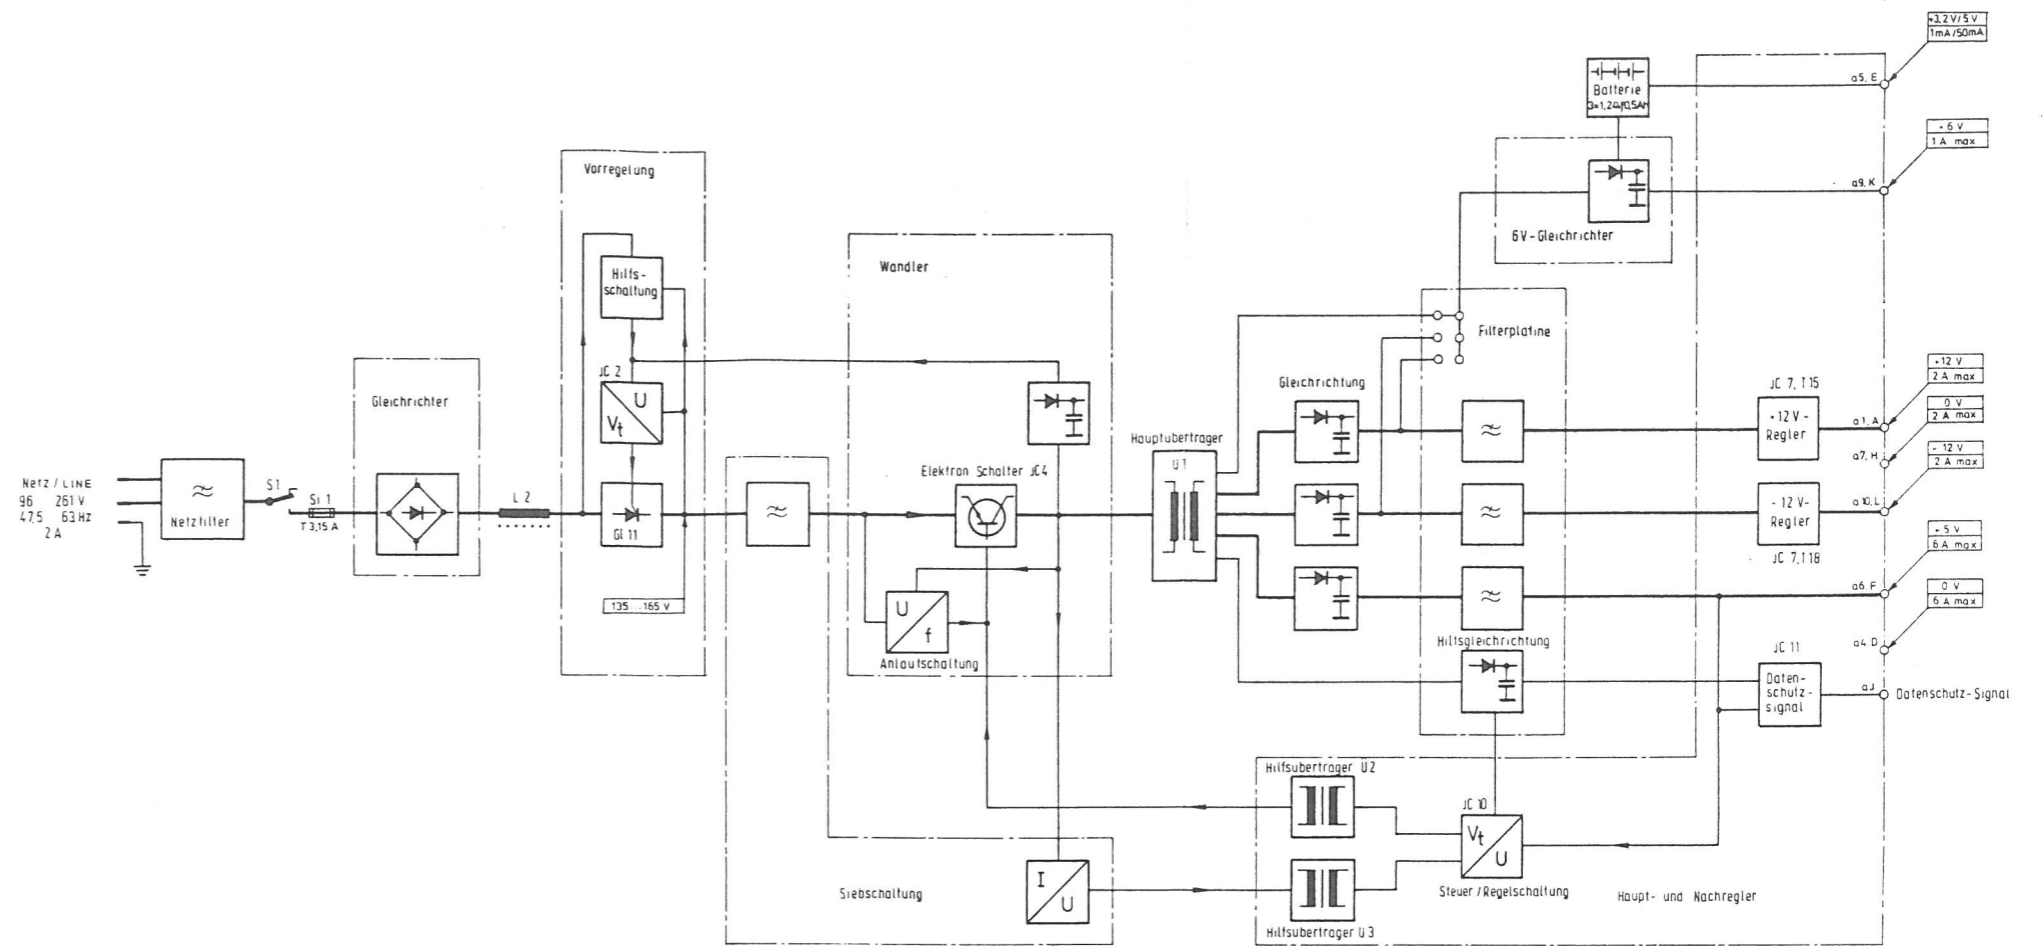 +3,2V/5V
1mA/50mA
a5, E
Batterie
3×1,2V/0,5Ah
+6 V
1 A max
a9, K
6V-Gleichrichter
Vorregelung
Hilfs-
schaltung
JC 2
U
Vt
Gl 11
135...165 V
Wandler
Elektron Schalter JC4
U
f
Anlaufschaltung
Filterplatine
Gleichrichtung
Hauptübertrager
Ü 1
Gleichrichter
Netz / LINE
96 261 V
47,5 63 Hz
2 A
≈
Netzfilter
S1
Si 1
T 3,15 A
L 2
≈
≈
≈
≈
JC 7, T15
+12 V -
Regler
a1, A
+12 V
2 A max
0 V
2 A max
a7, H
-12 V
2 A max
- 12 V-
Regler
JC 7, T18
a10, L
+5 V
6 A max
a6, F
0 V
6 A max
a4, D
Hilfsgleichrichtung
JC 11
Daten-
schutz-
signal
aJ
Datenschutz-Signal
Hilfsübertrager Ü2
JC 10
Vt
U
Steuer/Regelschaltung
Haupt- und Nachregler
Hilfsübertrager Ü3
Siebschaltung
I
U